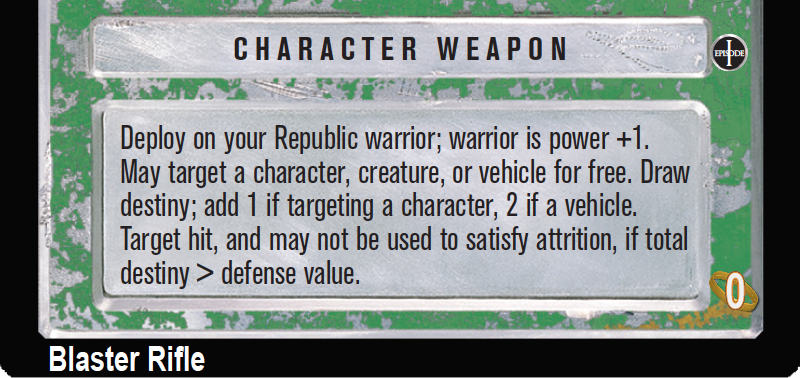 CHARACTER WEAPON
EPISODE
I
Deploy on your Republic warrior; warrior is power +1.
May target a character, creature, or vehicle for free. Draw
destiny; add 1 if targeting a character, 2 if a vehicle.
Target hit, and may not be used to satisfy attrition, if total
destiny > defense value.
0
Blaster Rifle